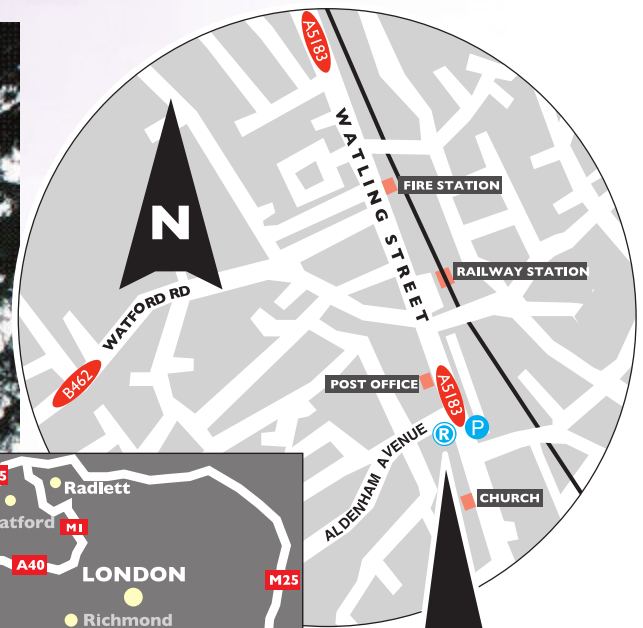 A5183
WATLING STREET
FIRE STATION
N
RAILWAY STATION
WATFORD RD
B462
POST OFFICE
A5183
R
P
ALDENHAM AVENUE
CHURCH
5
Radlett
atford
M1
A40
LONDON
M25
Richmond